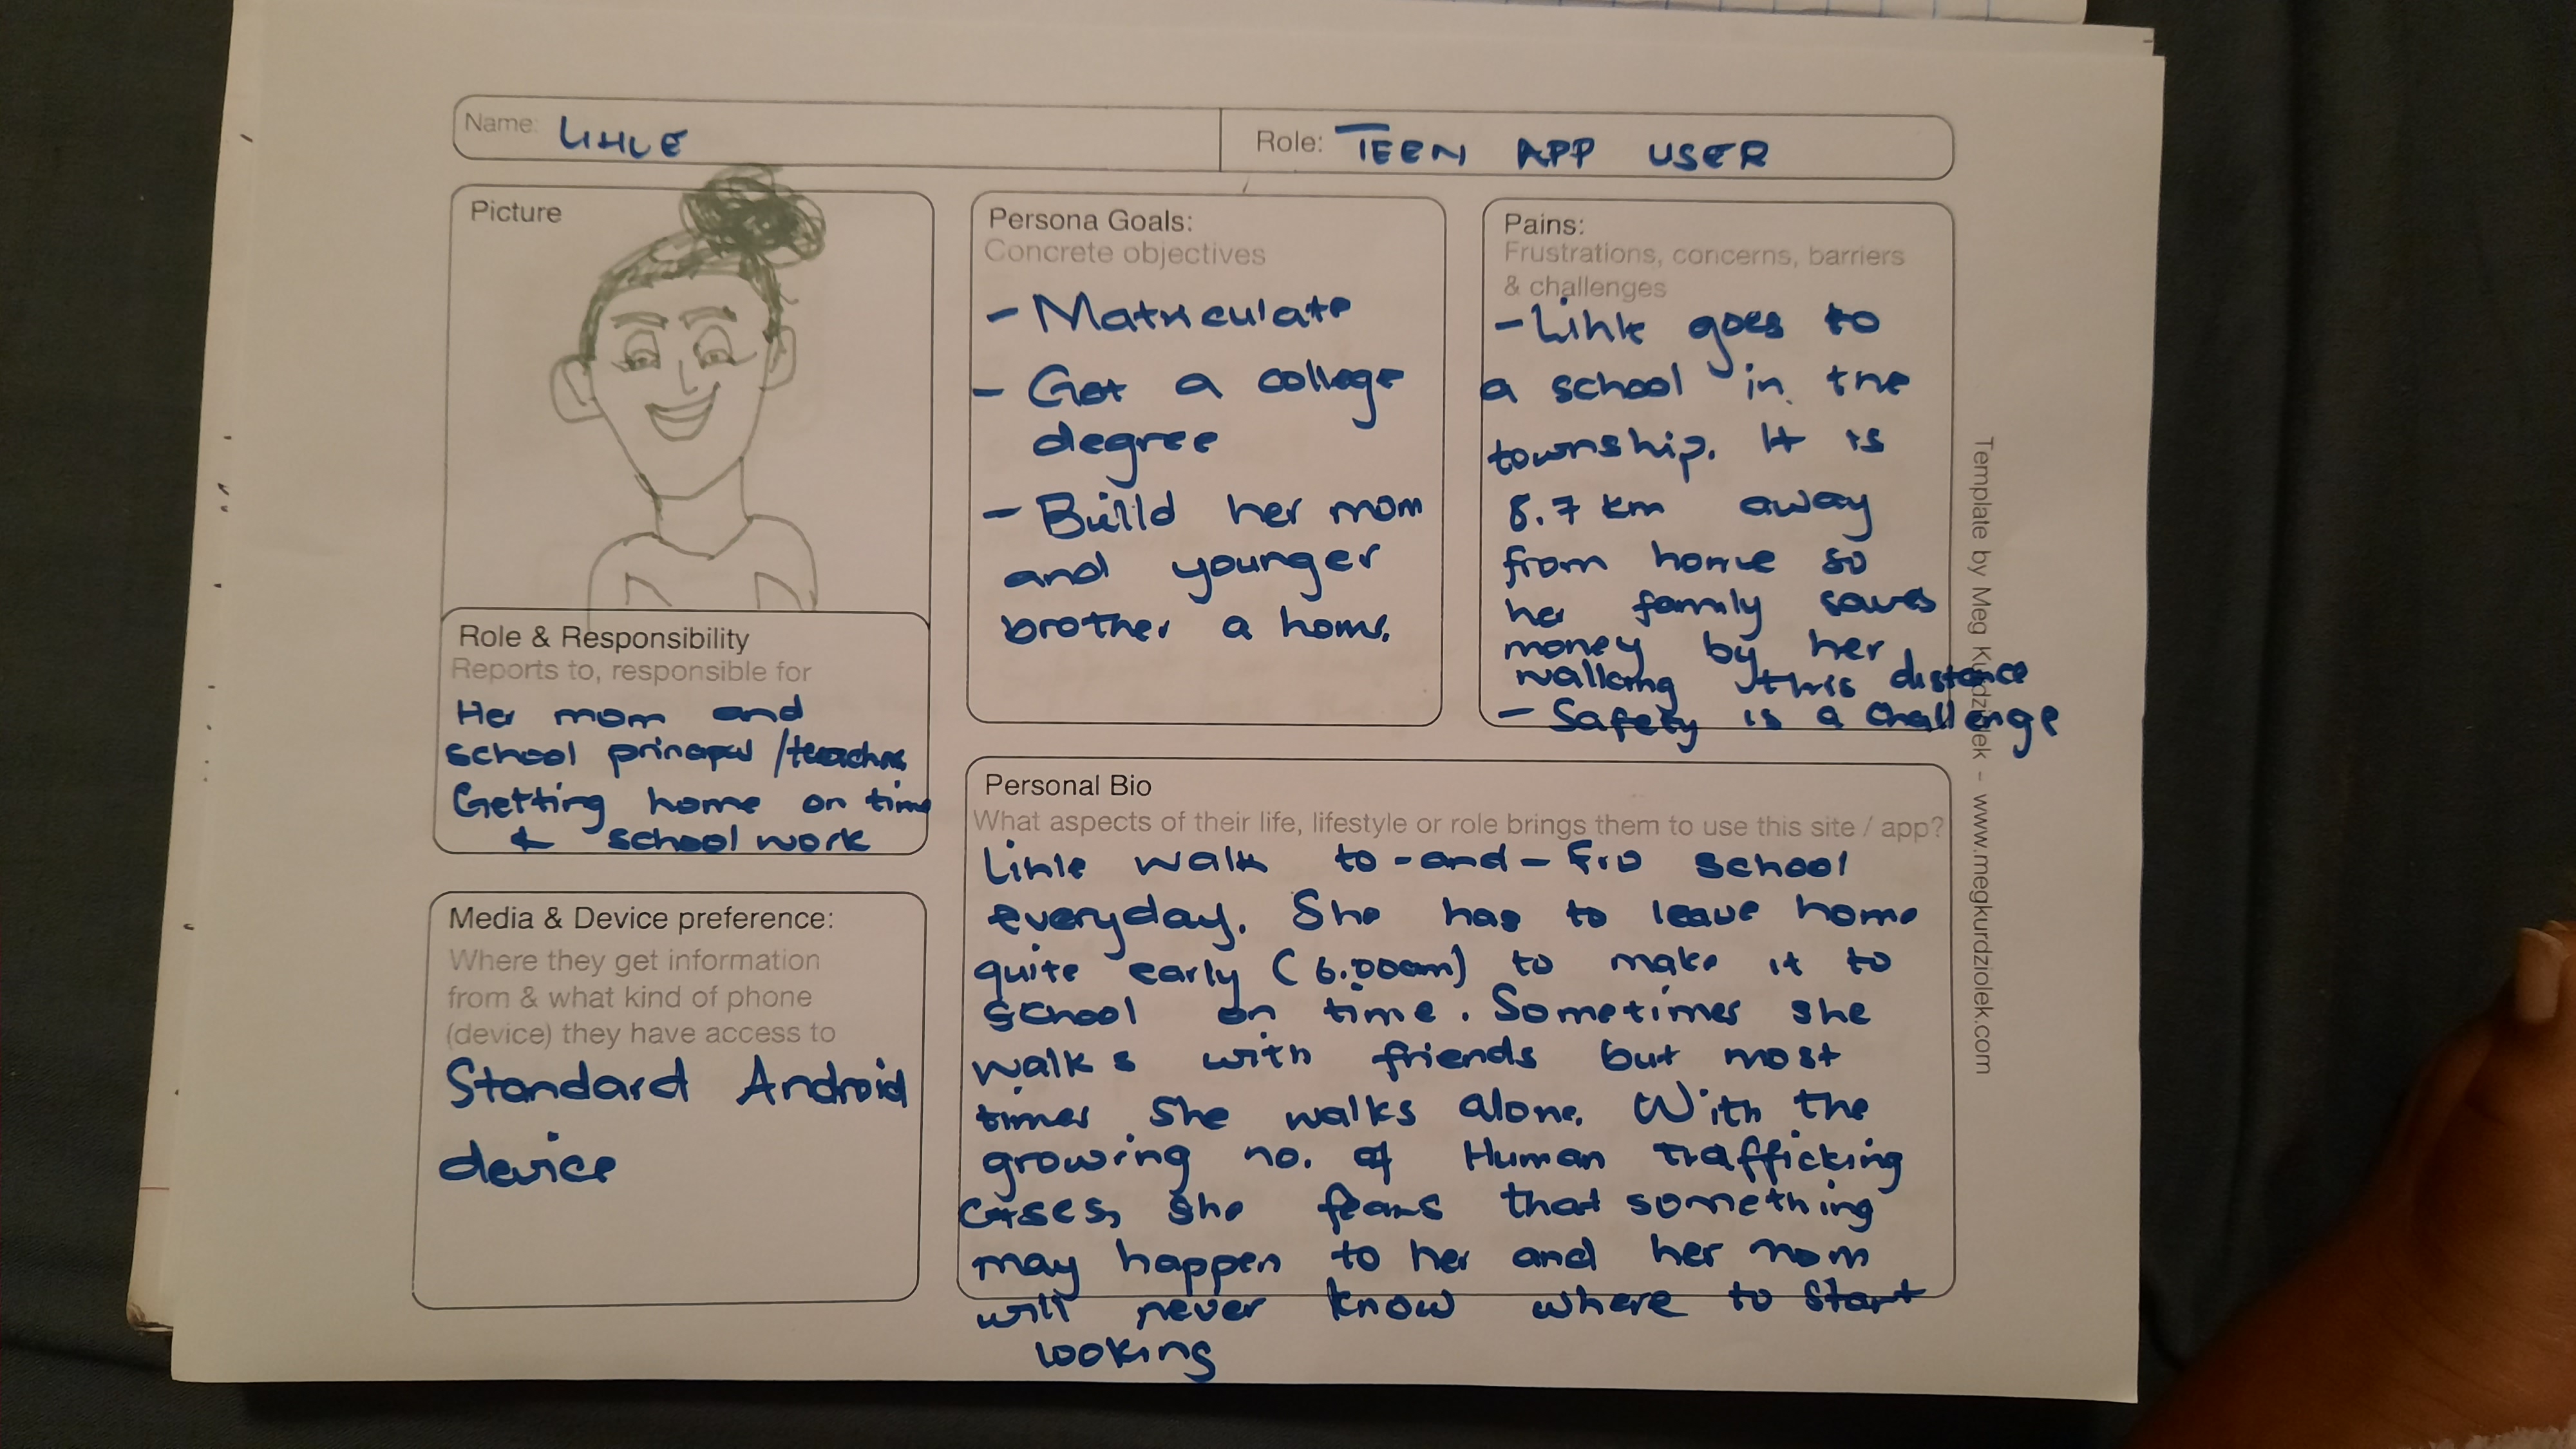 Name: LIHLE
Role: TEEN APP USER
Picture
Role & Responsibility
Reports to, responsible for
Her mom and
school principal /teachers
Getting home on time
+ school work
Media & Device preference:
Where they get information
from & what kind of phone
(device) they have access to
Standard Android
device
Persona Goals:
Concrete objectives
- Matriculate
- Get a college
degree
- Build her mom
and younger
brother a home.
Pains:
Frustrations, concerns, barriers
& challenges
- Lihle goes to
a school in the
township. It is
8.7 km away
from home so
her family saves
money by her
walking this distance
- Safety is a challenge
Personal Bio
What aspects of their life, lifestyle or role brings them to use this site / app?
Lihle walk to-and-fro school
everyday. She has to leave home
quite early (6:00am) to make it to
school on time. Sometimes she
walks with friends but most
times she walks alone. With the
growing no. of Human trafficking
cases, she fears that something
may happen to her and her mom
will never know where to start
looking
Template by Meg Kurdziolek - www.megkurdziolek.com